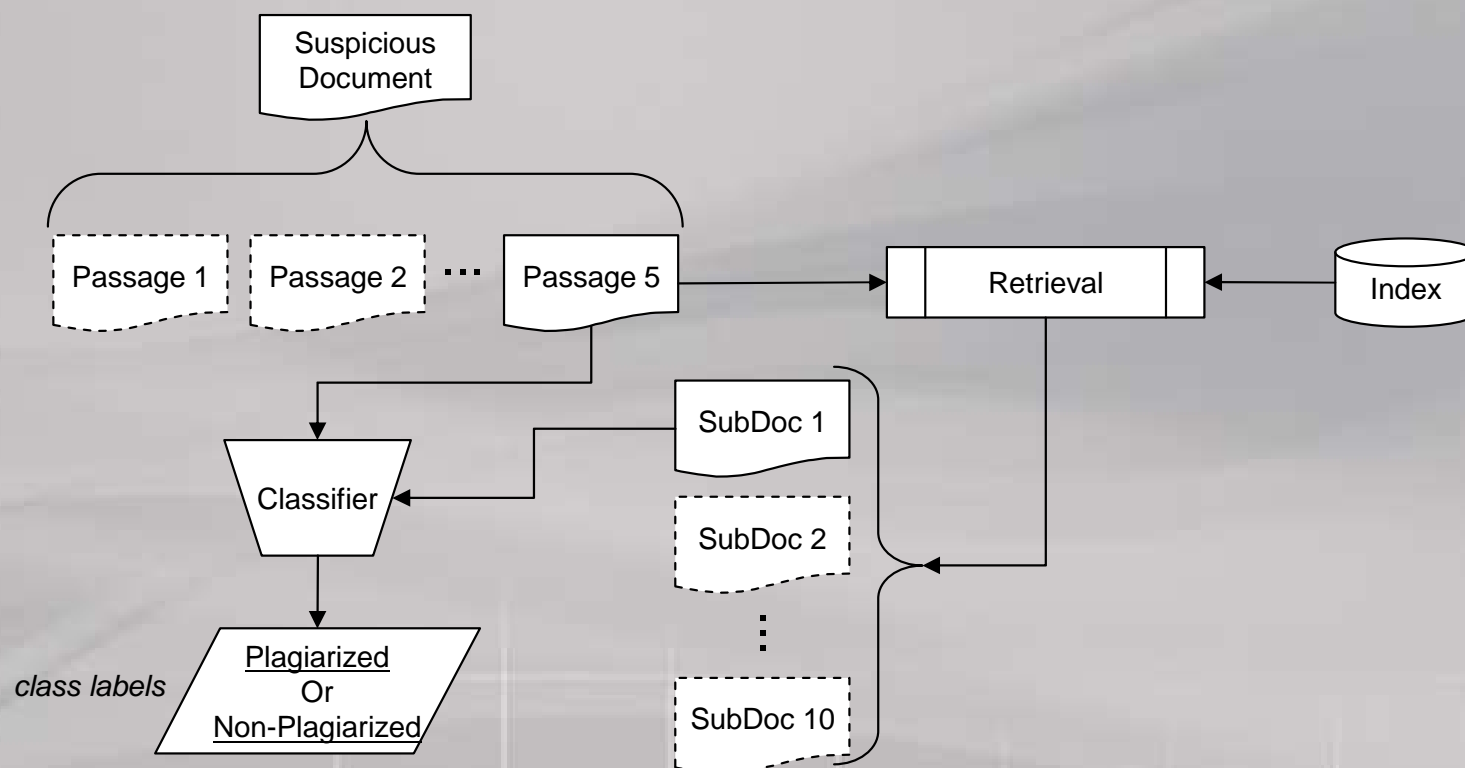 Suspicious
Document
Passage 1
Passage 2
...
Passage 5
Retrieval
Index
SubDoc 1
Classifier
SubDoc 2
...
SubDoc 10
class labels
Plagiarized
Or
Non-Plagiarized